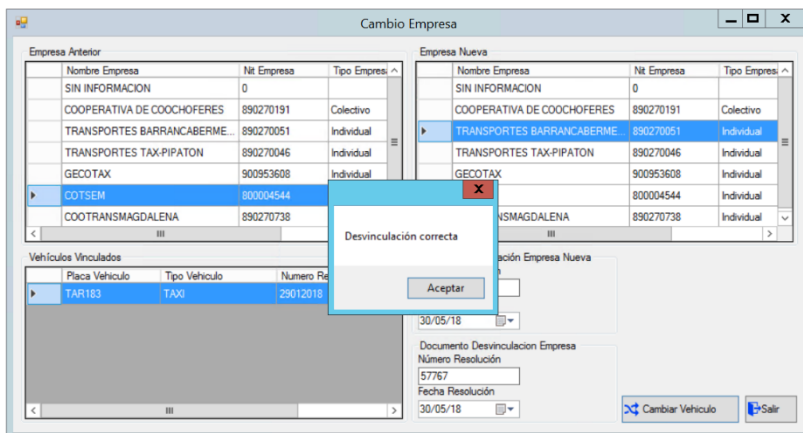 Cambio Empresa
Empresa Anterior
Nombre Empresa Nit Empresa Tipo Empresa
SIN INFORMACION 0
COOPERATIVA DE COOCHOFERES 890270191 Colectivo
TRANSPORTES BARRANCABERME... 890270051 Individual
TRANSPORTES TAX-PIPATON 890270046 Individual
GECOTAX 900953608 Individual
COTSEM 800004544
COOTRANSMAGDALENA 890270738
Empresa Nueva
Nombre Empresa Nit Empresa Tipo Empresa
SIN INFORMACION 0
COOPERATIVA DE COOCHOFERES 890270191 Colectivo
TRANSPORTES BARRANCABERME... 890270051 Individual
TRANSPORTES TAX-PIPATON 890270046 Individual
GECOTAX 900953608 Individual
800004544 Individual
NSMAGDALENA 890270738 Individual
Desvinculación correcta
Aceptar
Vehículos Vinculados
Placa Vehiculo Tipo Vehiculo Numero Re
TAR183 TAXI 29012018
ación Empresa Nueva
30/05/18
Documento Desvinculacion Empresa
Número Resolución
57767
Fecha Resolución
30/05/18
Cambiar Vehiculo
Salir